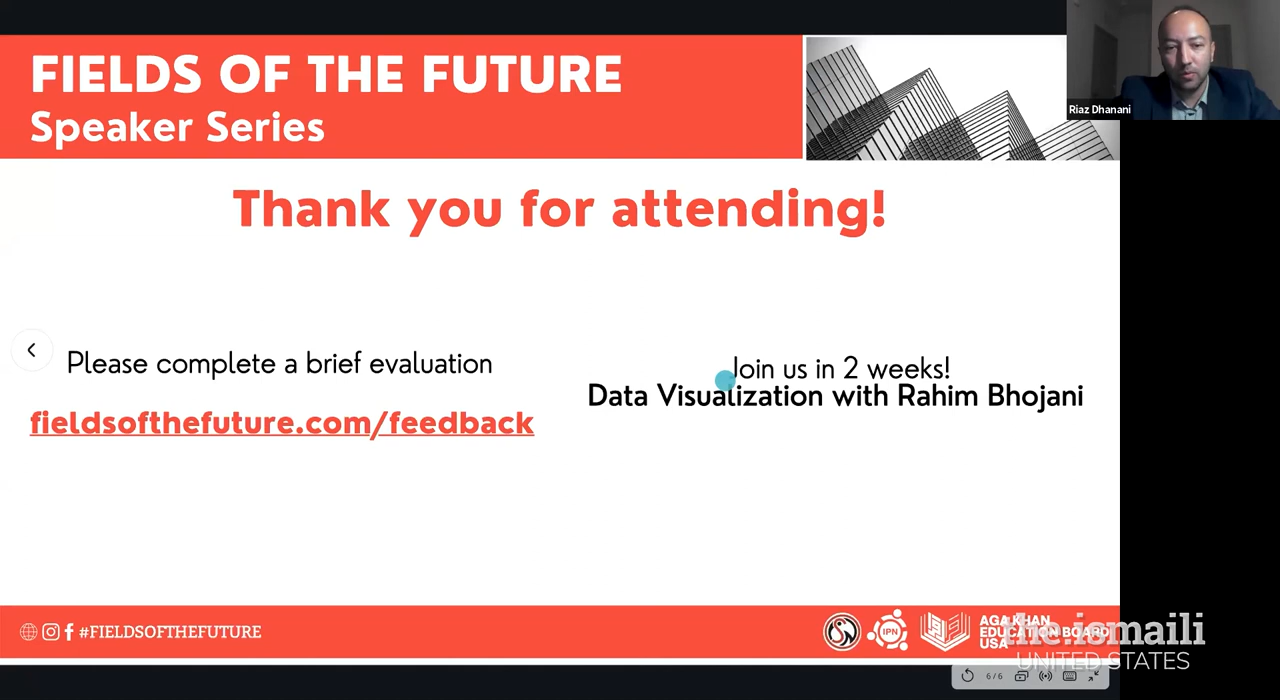 FIELDS OF THE FUTURE
Speaker Series
Riaz Dhanani
Thank you for attending!
Please complete a brief evaluation
fieldsofthefuture.com/feedback
Join us in 2 weeks!
Data Visualization with Rahim Bhojani
#FIELDSOFTHEFUTURE
IPN
AGA KHAN
EDUCATION BOARD
USA
the.ismaili
UNITED STATES
6/6